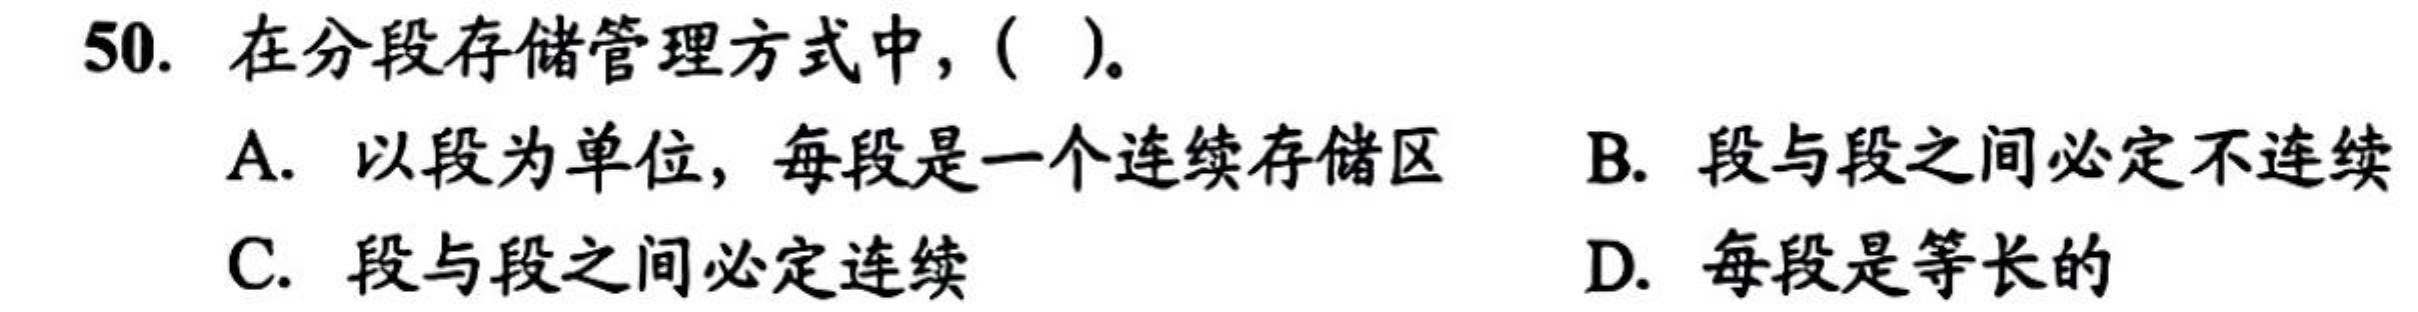 50. 在分段存储管理方式中，( )。
A. 以段为单位，每段是一个连续存储区 B. 段与段之间必定不连续
C. 段与段之间必定连续 D. 每段是等长的